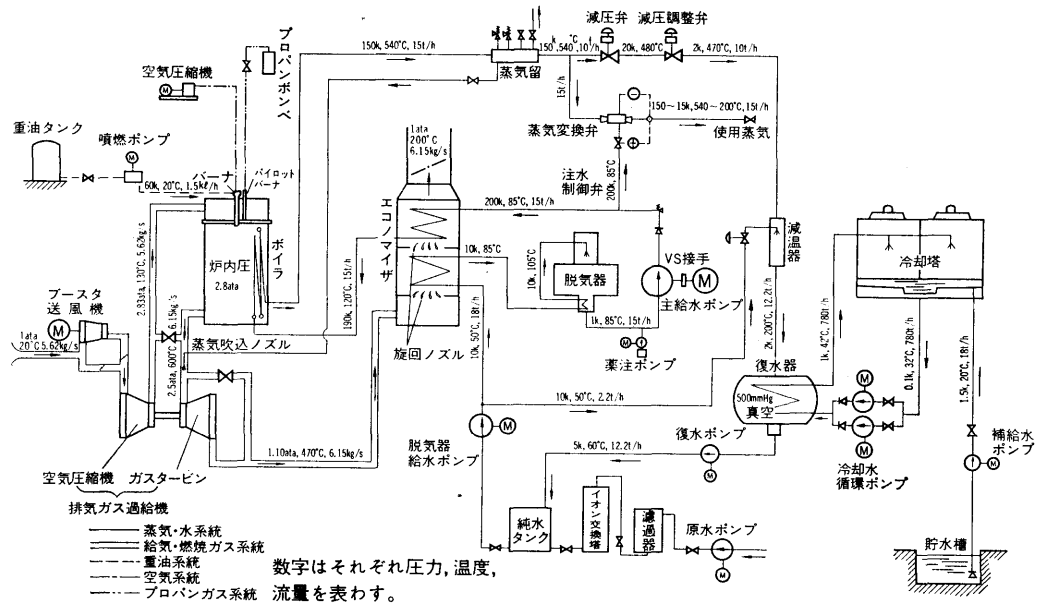 プロパンボンベ
空気圧縮機
M
重油タンク
噴燃ポンプ
M
バーナ
パイロットバーナ
60k, 20°C, 1.5kℓ/h
150k, 540°C, 15t/h
蒸気留
150k, 540°C, 10t/h
減圧弁
減圧調整弁
20k, 480°C
2k, 470°C, 10t/h
15t/h
蒸気変換弁
150~15k, 540~200°C, 15t/h
使用蒸気
注水
制御弁
200k, 85°C
1ata
200°C
6.15kg/s
エコノマイザ
200k, 85°C, 15t/h
10k, 85°C
190k, 120°C, 15t/h
旋回ノズル
10k, 50°C, 18t/h
10k, 105°C
脱気器
1k, 85°C, 15t/h
M
薬注ポンプ
VS接手
M
主給水ポンプ
減温器
2k, 200°C, 12.2t/h
冷却塔
1k, 42°C, 780t/h
0.1k, 32°C, 780t/h
1.5k, 20°C, 18t/h
ボイラ
炉内圧
2.8ata
2.83ata, 130°C, 5.62kg/s
2.5ata, 600°C, 6.15kg/s
蒸気吹込ノズル
ブースタ
送風機
M
1ata
20°C 5.62kg/s
1.10ata, 470°C, 6.15kg/s
空気圧縮機
ガスタービン
排気ガス過給機
10k, 50°C, 2.2t/h
復水器
500mmHg
真空
M
M
冷却水
循環ポンプ
補給水
ポンプ
M
貯水槽
脱気器
給水ポンプ
M
5k, 60°C, 12.2t/h
復水ポンプ
M
純水
タンク
イオン交換塔
濾過器
原水ポンプ
M
蒸気・水系統
給気・燃焼ガス系統
重油系統
空気系統
プロパンガス系統
数字はそれぞれ圧力, 温度,
流量を表わす。